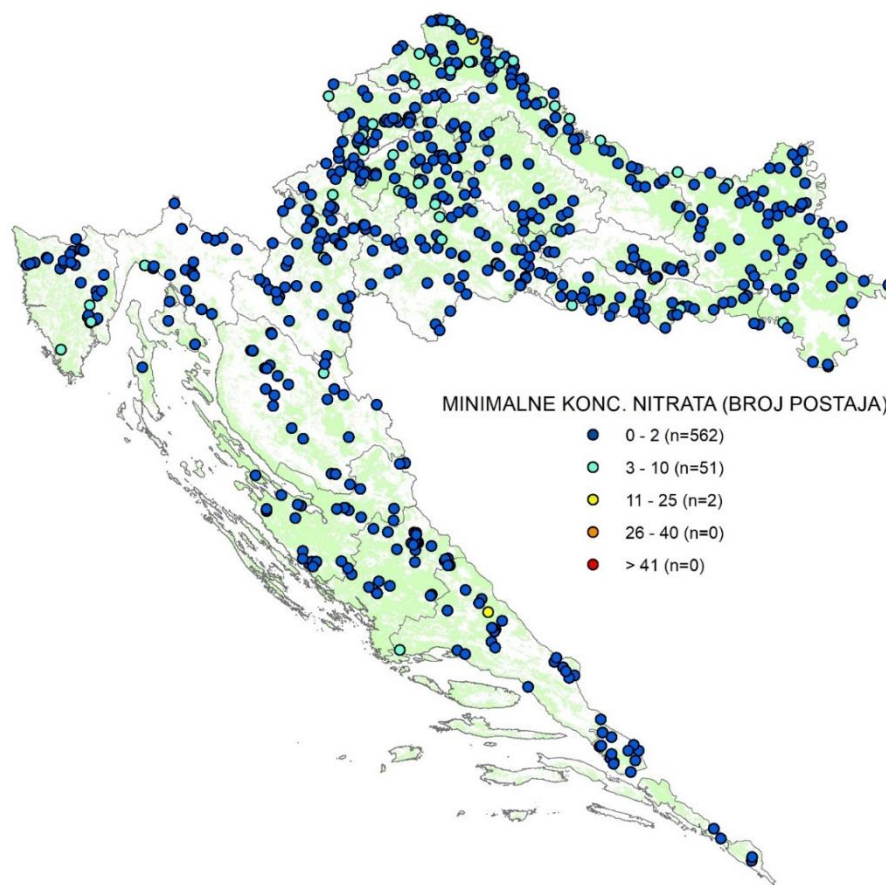 MINIMALNE KONC. NITRATA (BROJ POSTAJA)
0 - 2 (n=562)
3 - 10 (n=51)
11 - 25 (n=2)
26 - 40 (n=0)
> 41 (n=0)